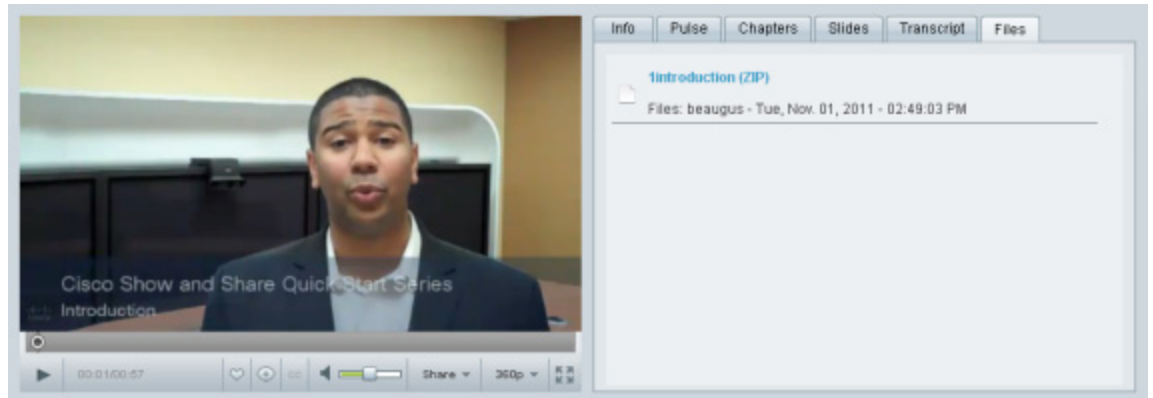 Info Pulse Chapters Slides Transcript Files
1introduction (ZIP)
Files: beaugus - Tue, Nov. 01, 2011 - 02:49:03 PM
Cisco Show and Share Quick Start Series
Introduction
00:01/00:57 cc Share 360p